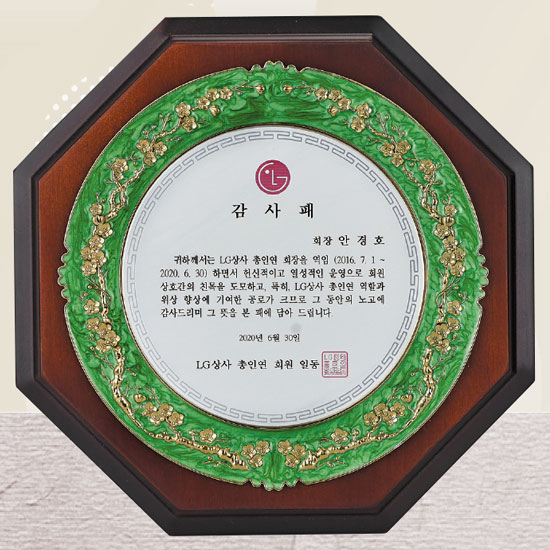 LG
감사패
회장 안경호
귀하께서는 LG상사 총인연 회장을 역임 (2016. 7. 1 ~
2020. 6. 30) 하면서 헌신적이고 열성적인 운영으로 회원
상호간의 친목을 도모하고, 특히, LG상사 총인연 역할과
위상 향상에 기여한 공로가 크므로 그 동안의 노고에
감사드리며 그 뜻을 본 패에 담아 드립니다.
2020년 6월 30일
LG상사 총인연 회원 일동